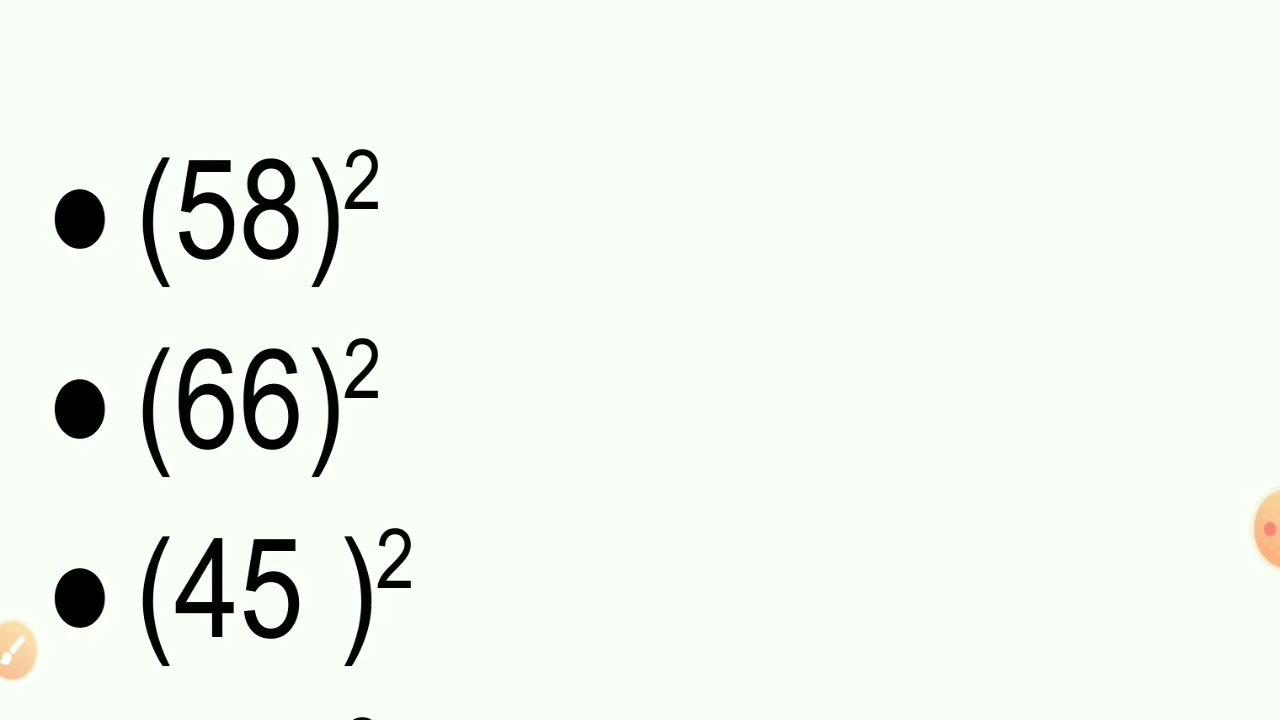 • (58)²
• (66)²
• (45 )²